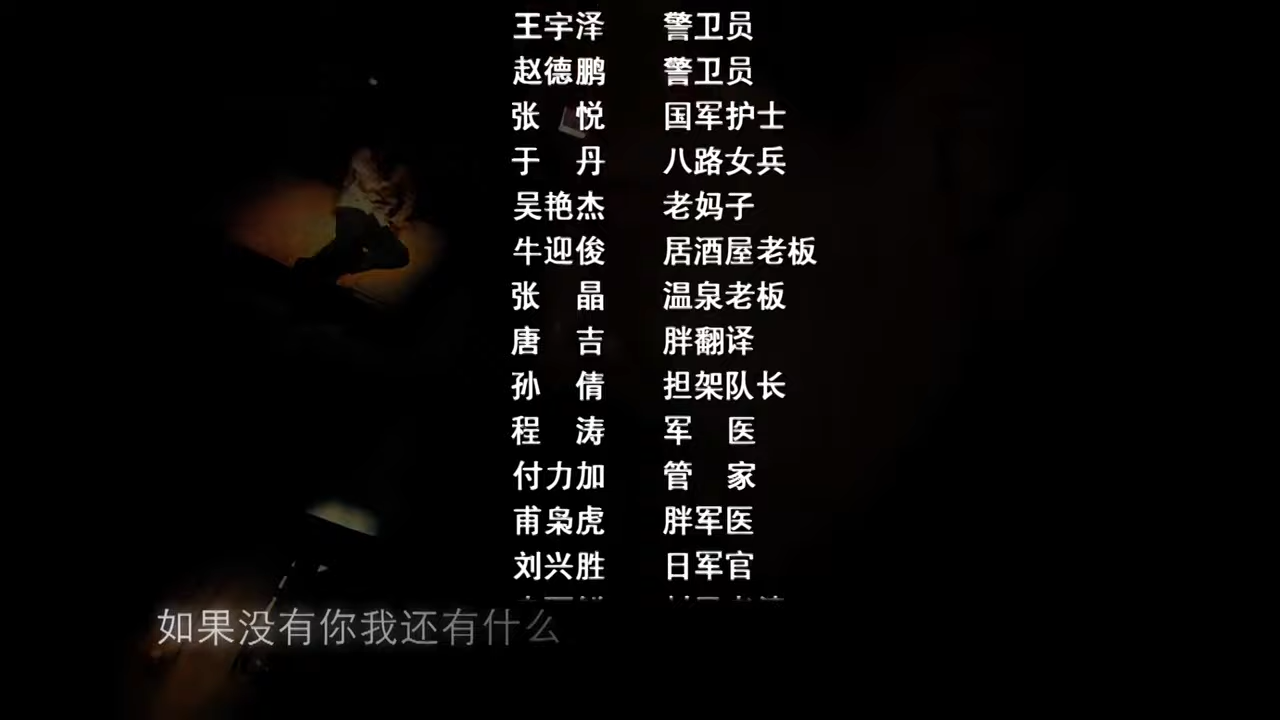 王宇泽 警卫员
赵德鹏 警卫员
张 悦 国军护士
于 丹 八路女兵
吴艳杰 老妈子
牛迎俊 居酒屋老板
张 晶 温泉老板
唐 吉 胖翻译
孙 倩 担架队长
程 涛 军 医
付力加 管 家
甫枭虎 胖军医
刘兴胜 日军官
如果没有你我还有什么